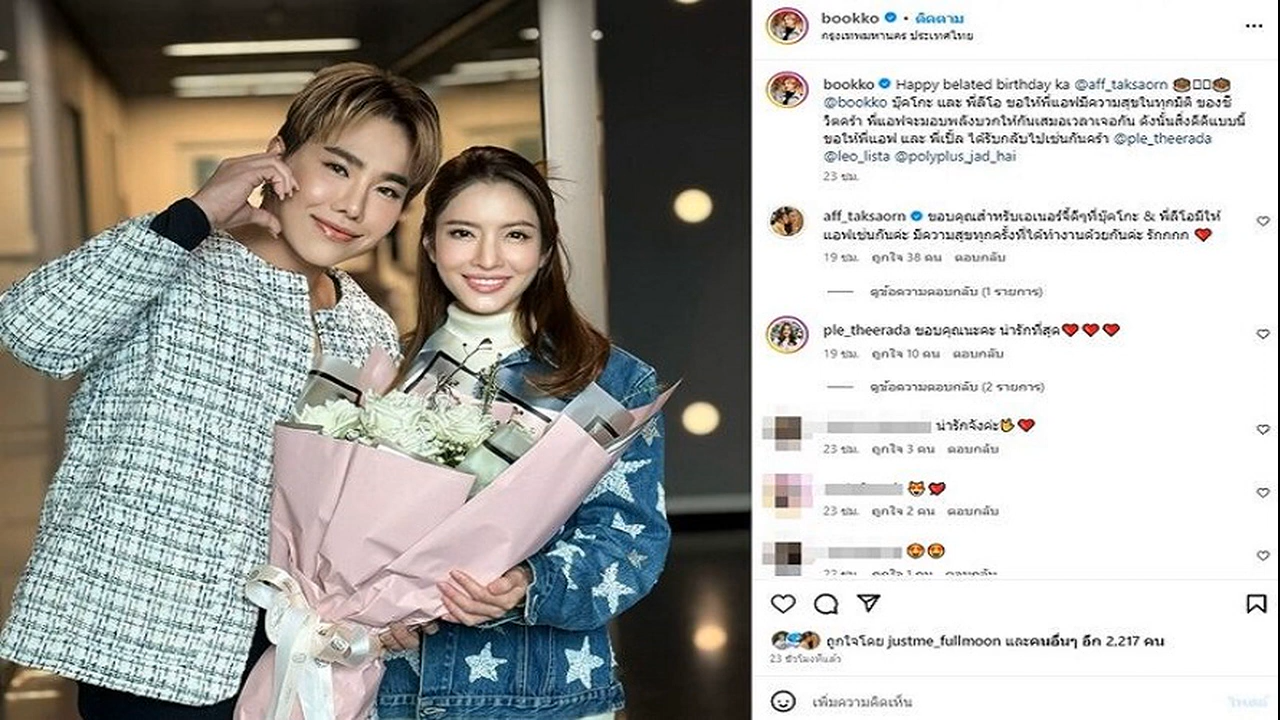 bookko • ติดตาม
กรุงเทพมหานคร ประเทศไทย
bookko Happy belated birthday ka @aff_taksaorn
@bookko บุ๊คโกะ และ พี่ลีโอ ขอให้พี่แอฟมีความสุขในทุกมิติ ของชี
วิตคร้า พี่แอฟจะมอบพลังบวกให้กันเสมอเวลาเจอกัน ดังนั้นสิ่งดีดีแบบนี้
ขอให้พี่แอฟ และ พี่เปิ้ล ได้รับกลับไปเช่นกันคร้า @ple_theerada
@leo_lista @polyplus_jad_hai
23 ชม.
aff_taksaorn ขอบคุณสำหรับเอเนอร์จี้ดีๆที่บุ๊คโกะ & พี่ลีโอมีให้
แอฟเช่นกันค่ะ มีความสุขทุกครั้งที่ได้ทำงานด้วยกันค่ะ รักกกก ❤️
19 ชม. ถูกใจ 38 คน ตอบกลับ
ดูข้อความตอบกลับ (1 รายการ)
ple_theerada ขอบคุณนะคะ น่ารักที่สุด❤️❤️❤️
19 ชม. ถูกใจ 10 คน ตอบกลับ
ดูข้อความตอบกลับ (2 รายการ)
น่ารักจังค่ะ
23 ชม. ถูกใจ 3 คน ตอบกลับ
23 ชม. ถูกใจ 2 คน ตอบกลับ
22 ชม. ถูกใจ 1 คน ตอบกลับ
ถูกใจโดย justme_fullmoon และคนอื่นๆ อีก 2,217 คน
23 ชั่วโมงที่แล้ว
เพิ่มความคิดเห็น
โพสต์